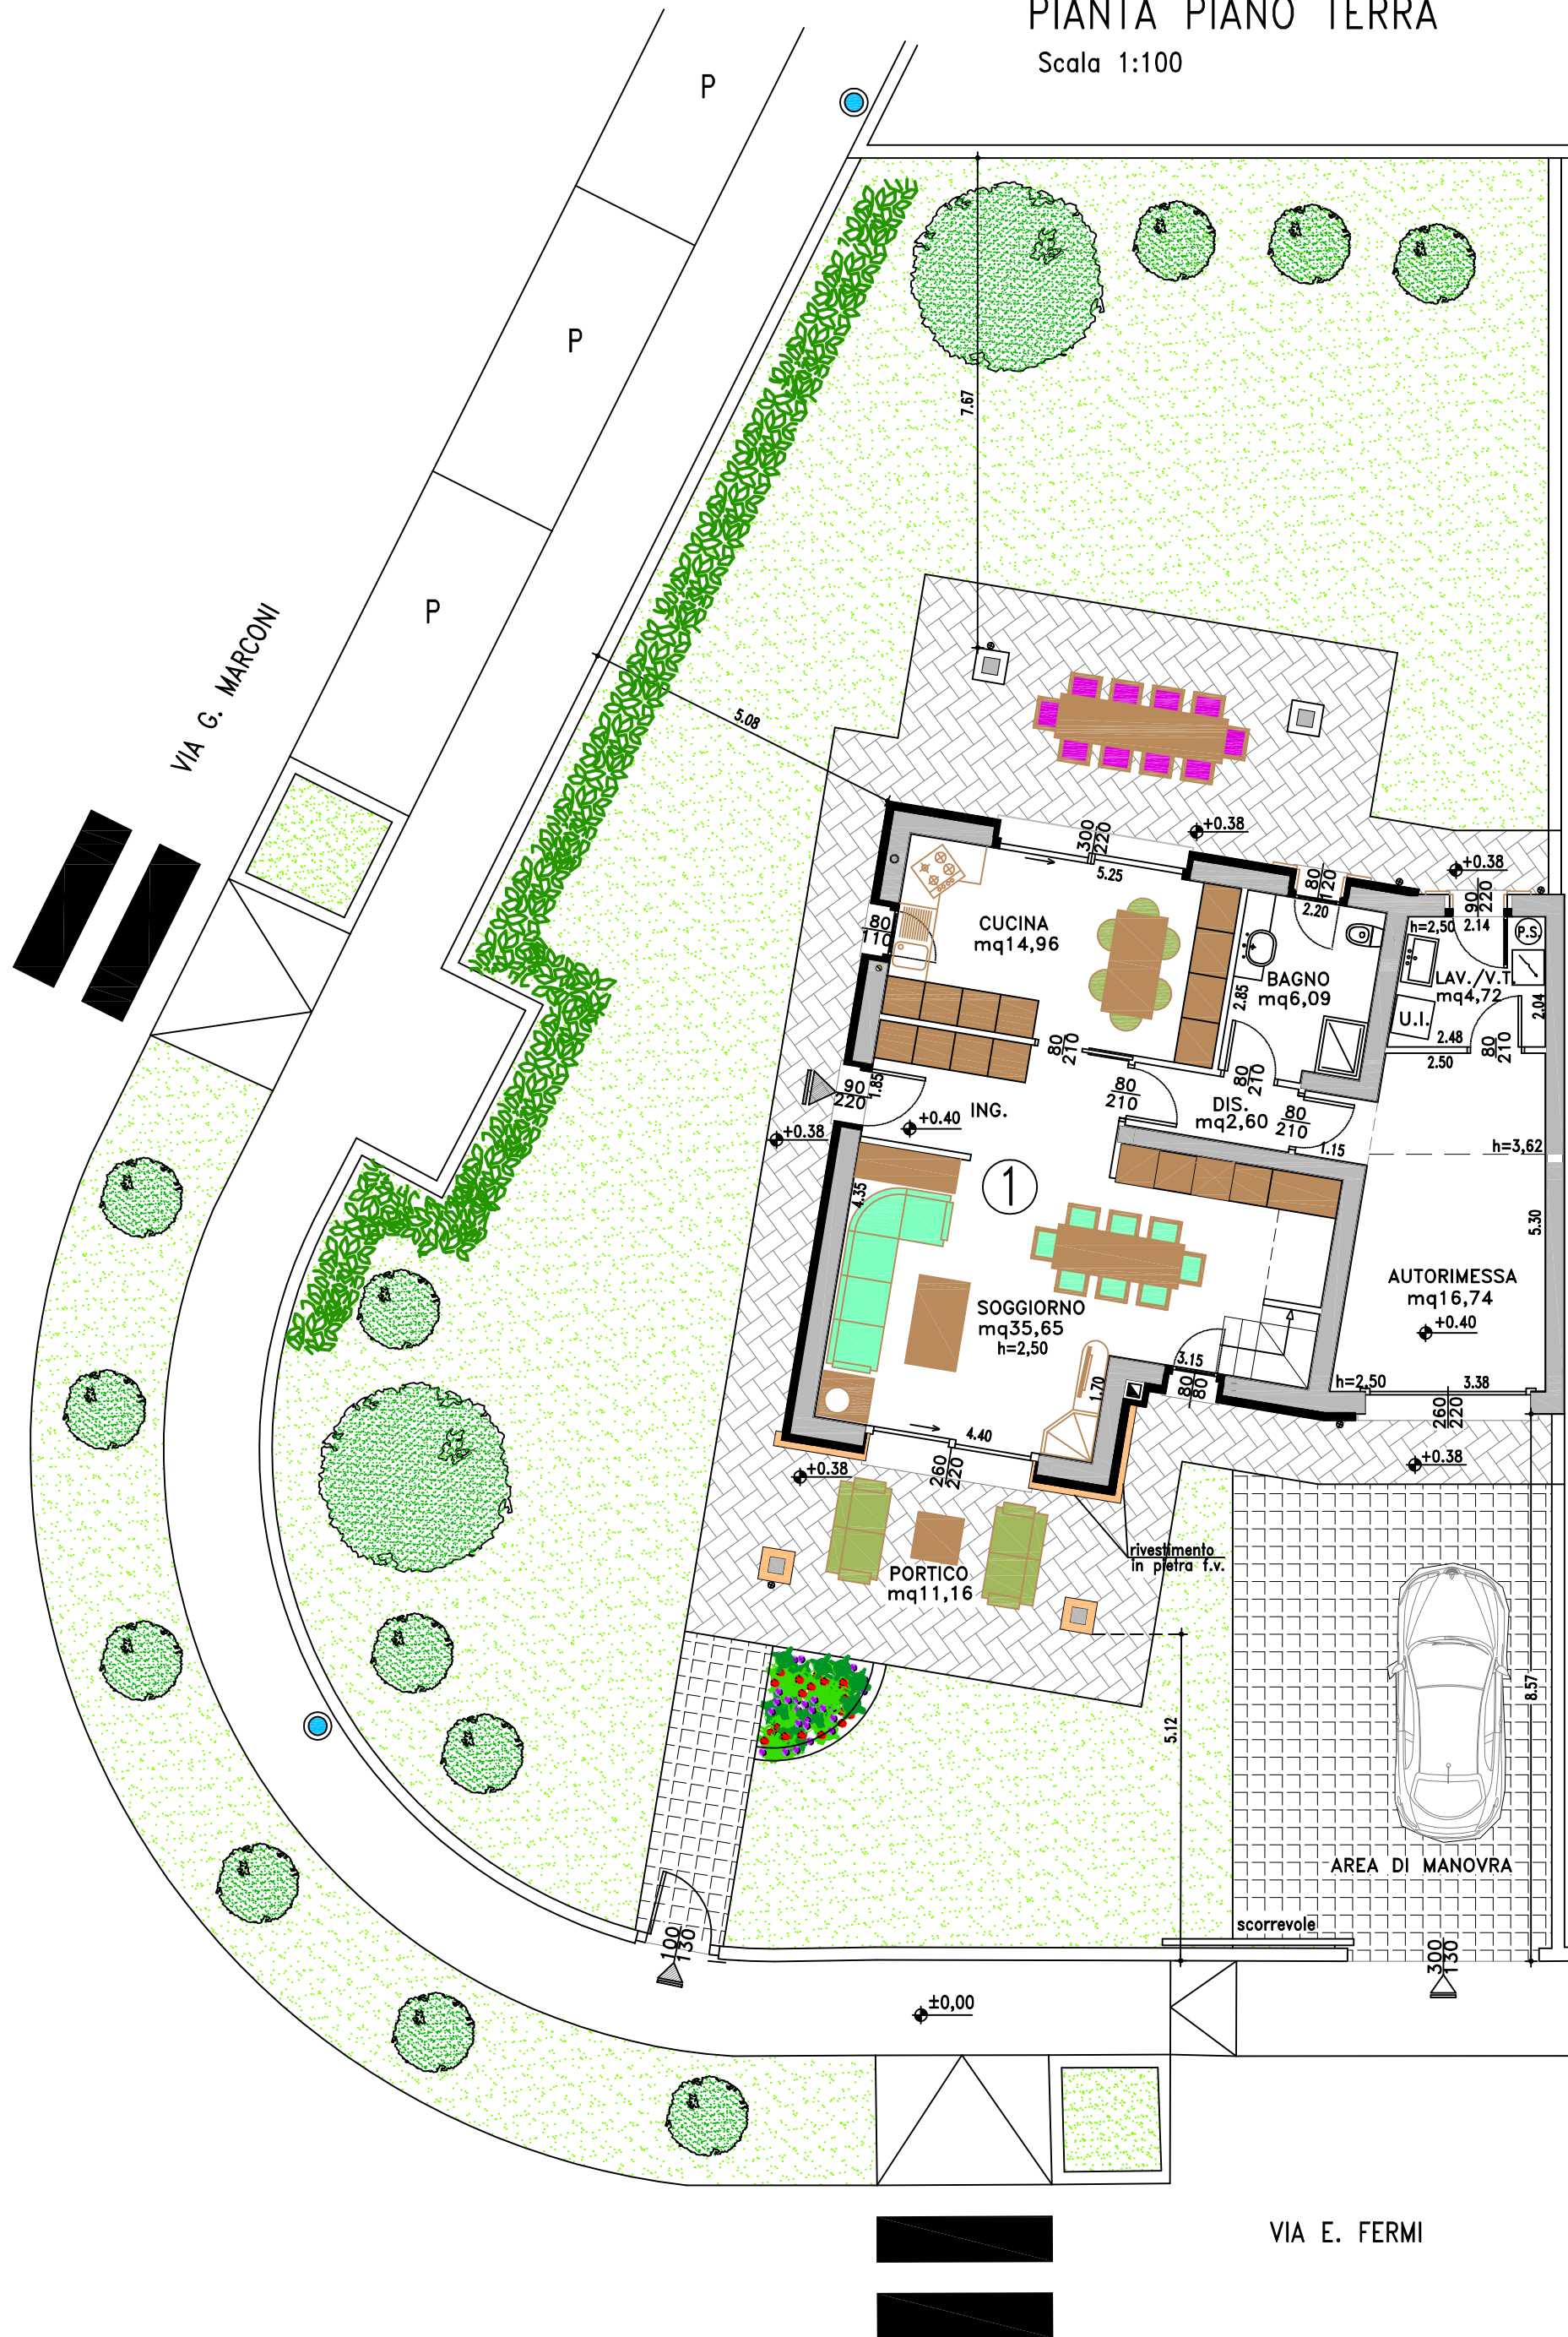 PIANTA PIANO TERRA
Scala 1:100
P
P
P
VIA G. MARCONI
7.67
5.08
+0.38
300
220
5.25
80
120
2.20
+0.38
90
220
2.14
h=2,50
P.S.
CUCINA
mq14,96
80
110
BAGNO
mq6,09
2.85
LAV./V.T
mq4,72
U.I.
2.04
2.48
2.50
80
210
80
210
80
210
80
210
DIS.
mq2,60
80
210
1.15
90
220
1.85
ING.
+0.40
+0.38
h=3,62
1
4.35
5.30
AUTORIMESSA
mq16,74
+0.40
SOGGIORNO
mq35,65
h=2,50
3.15
80
80
1.70
h=2,50
3.38
260
220
4.40
260
220
+0.38
+0.38
rivestimento
in pietra f.v.
PORTICO
mq11,16
5.12
8.57
AREA DI MANOVRA
scorrevole
100
130
300
130
±0,00
VIA E. FERMI